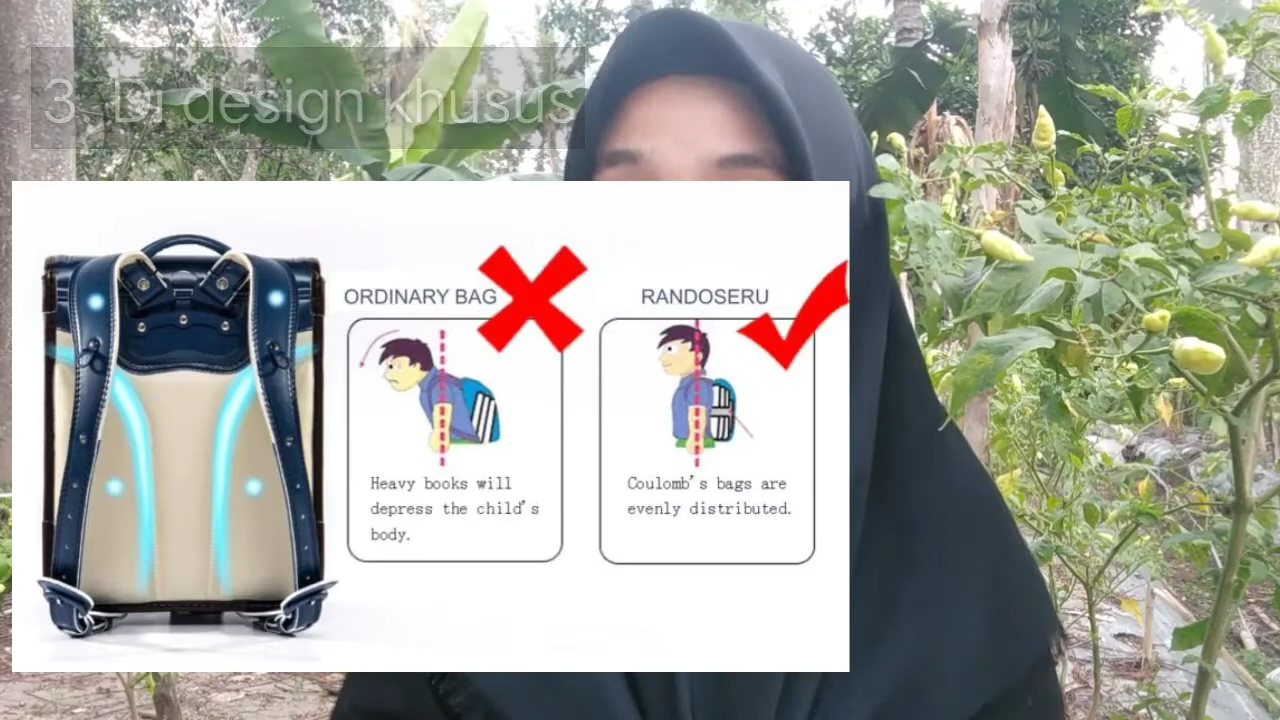 3. Di design khusus
ORDINARY BAG
RANDOSERU
Heavy books will
depress the child's
body.
Coulomb's bags are
evenly distributed.